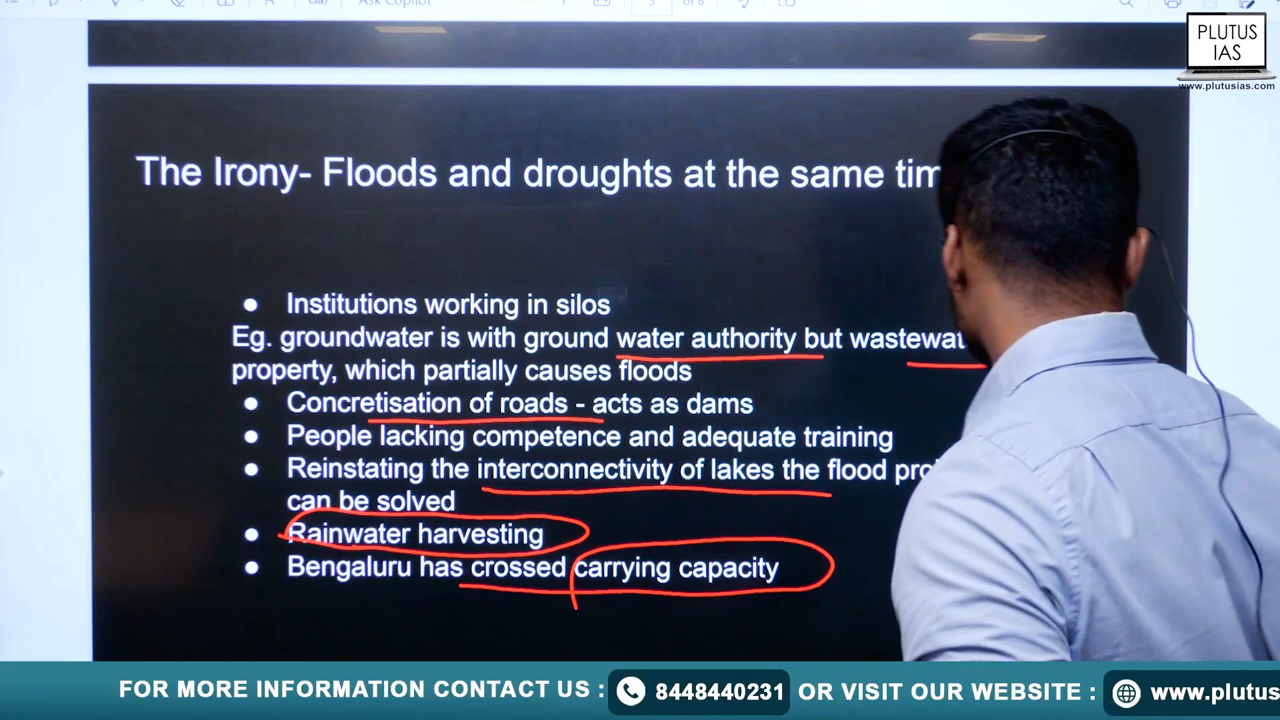 Ask Copilot
PLUTUS
IAS
www.plutusias.com
The Irony- Floods and droughts at the same
● Institutions working in silos
Eg. groundwater is with ground water authority but
property, which partially causes floods
● Concretisation of roads - acts as dams
● People lacking competence and adequate training
● Reinstating the interconnectivity of lakes the flood
can be solved
● Rainwater harvesting
● Bengaluru has crossed carrying capacity
FOR MORE INFORMATION CONTACT US : 8448440231 OR VISIT OUR WEBSITE : www.plutus